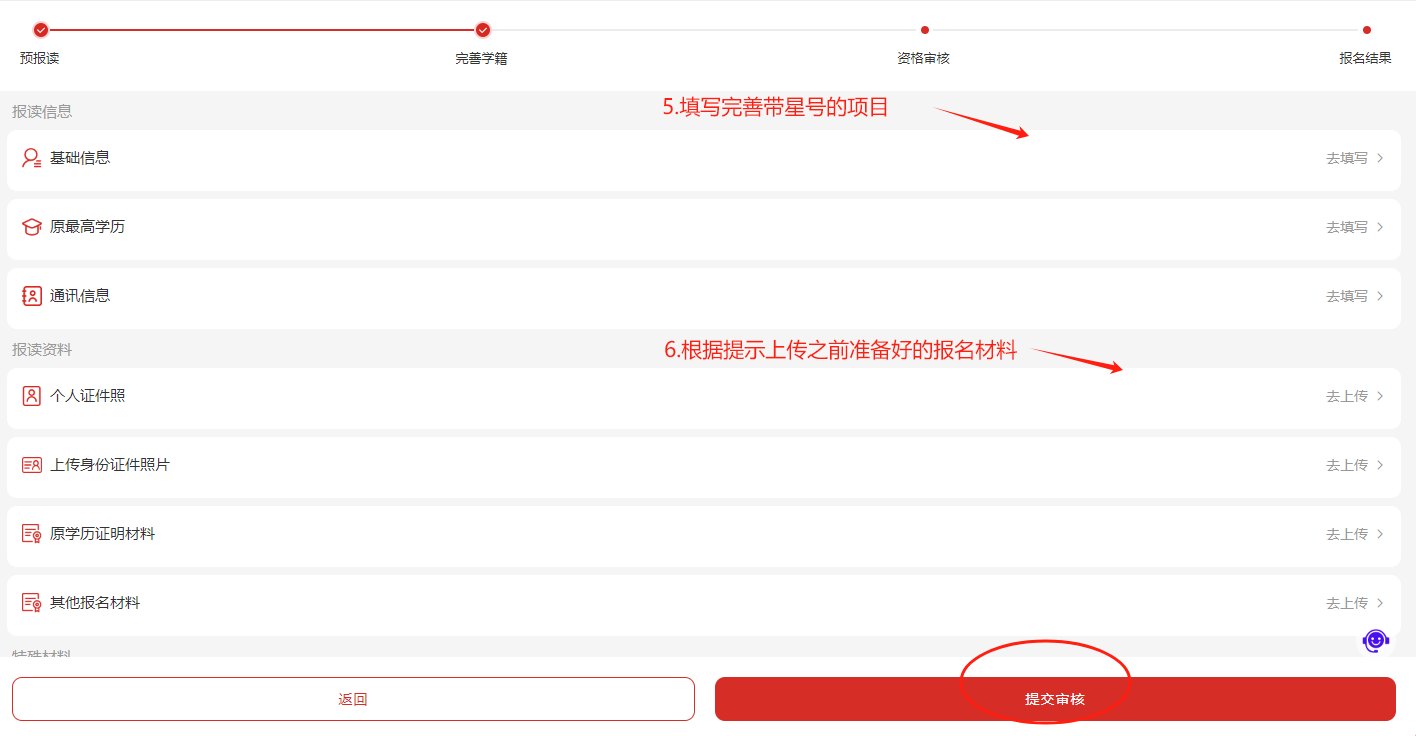 预报读
完善学籍
资格审核
报名结果
报读信息
5.填写完善带星号的项目
基础信息
去填写
原最高学历
去填写
通讯信息
去填写
报读资料
6.根据提示上传之前准备好的报名材料
个人证件照
去上传
上传身份证件照片
去上传
原学历证明材料
去上传
其他报名材料
去上传
特殊材料
返回
提交审核